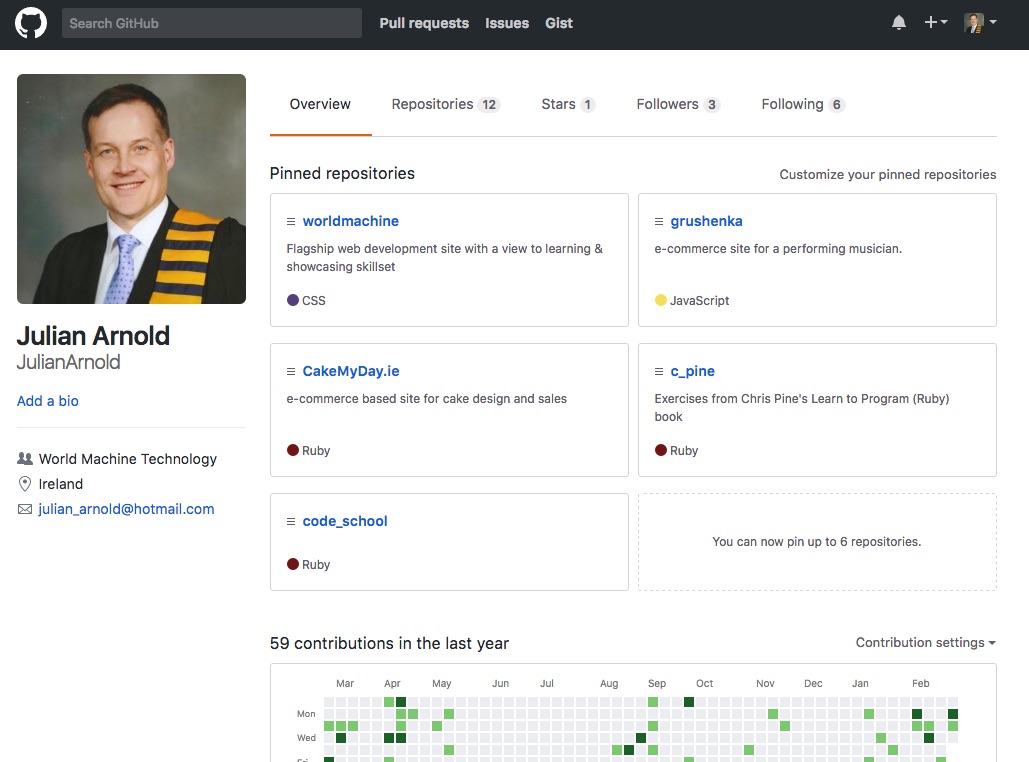 Search GitHub
Pull requests Issues Gist
Overview Repositories 12 Stars 1 Followers 3 Following 6
Julian Arnold
JulianArnold
Add a bio
World Machine Technology
Ireland
julian_arnold@hotmail.com
Pinned repositories
Customize your pinned repositories
worldmachine
Flagship web development site with a view to learning &
showcasing skillset
CSS
grushenka
e-commerce site for a performing musician.
JavaScript
CakeMyDay.ie
e-commerce based site for cake design and sales
Ruby
c_pine
Exercises from Chris Pine's Learn to Program (Ruby)
book
Ruby
code_school
Ruby
You can now pin up to 6 repositories.
59 contributions in the last year
Contribution settings
Mar Apr May Jun Jul Aug Sep Oct Nov Dec Jan Feb
Mon
Wed
Fri